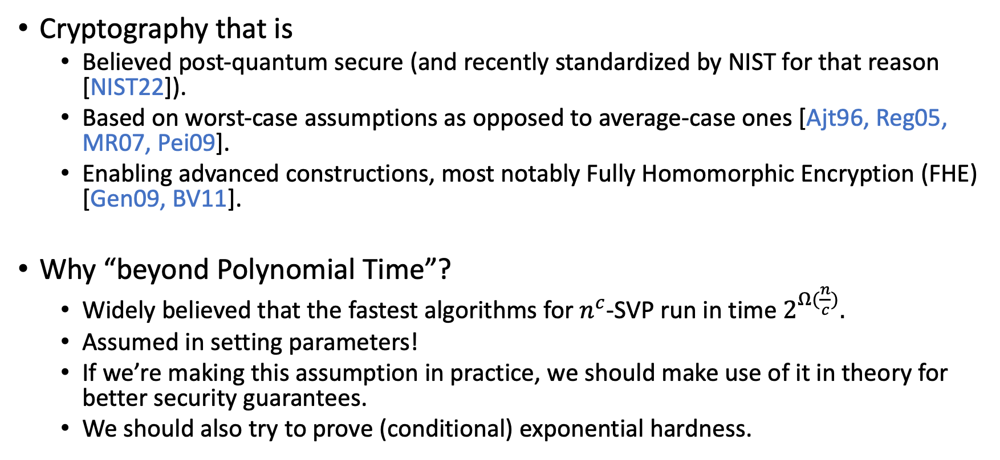 • Cryptography that is
• Believed post-quantum secure (and recently standardized by NIST for that reason
[NIST22]).
• Based on worst-case assumptions as opposed to average-case ones [Ajt96, Reg05,
MR07, Pei09].
• Enabling advanced constructions, most notably Fully Homomorphic Encryption (FHE)
[Gen09, BV11].
• Why “beyond Polynomial Time”?
• Widely believed that the fastest algorithms for $n^c$-SVP run in time $2^{\Omega(\frac{n}{c})}$.
• Assumed in setting parameters!
• If we’re making this assumption in practice, we should make use of it in theory for
better security guarantees.
• We should also try to prove (conditional) exponential hardness.